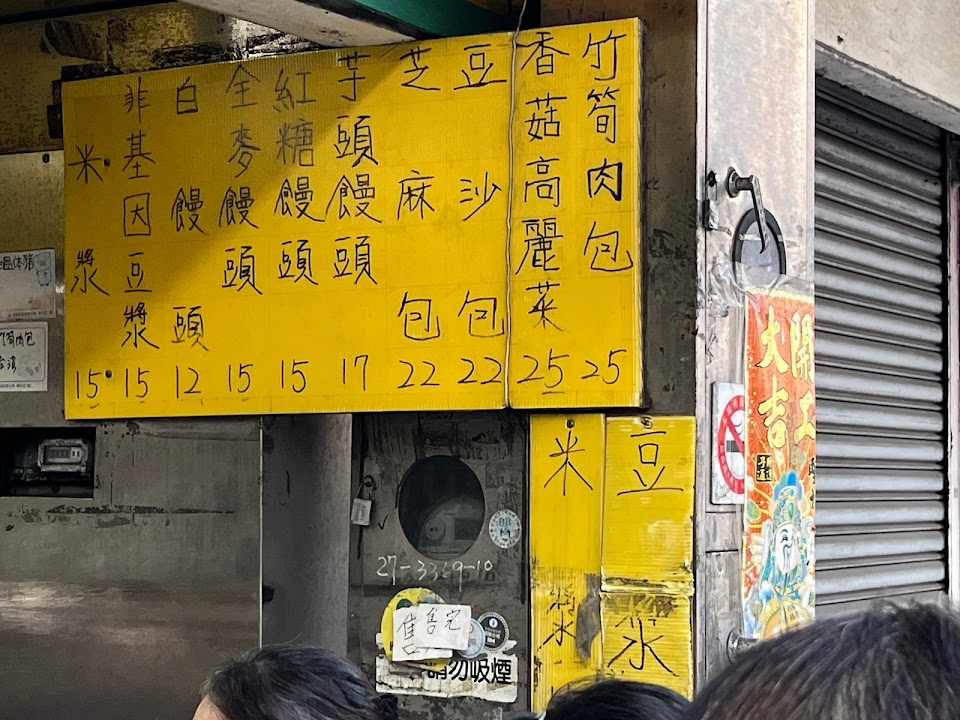 竹筍肉包 25
香菇高麗菜 25
豆沙包 22
芝麻包 22
芋頭饅頭 17
紅糖饅頭 15
全麥饅頭 15
白饅頭 12
非基因豆漿 15
米漿 15
豆漿
米漿
開工
大吉
27-3369-10
售完
請勿吸煙